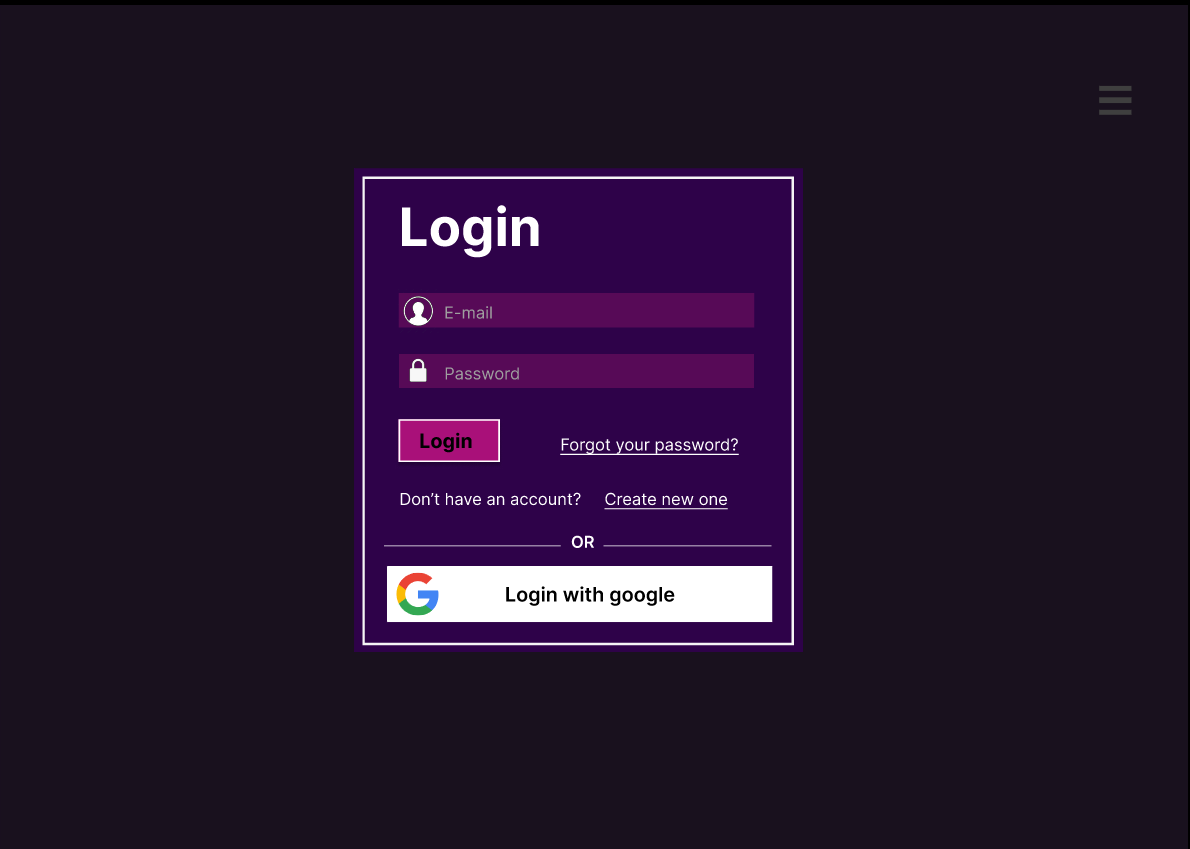 Login
E-mail
Password
Login
Forgot your password?
Don’t have an account? Create new one
OR
Login with google